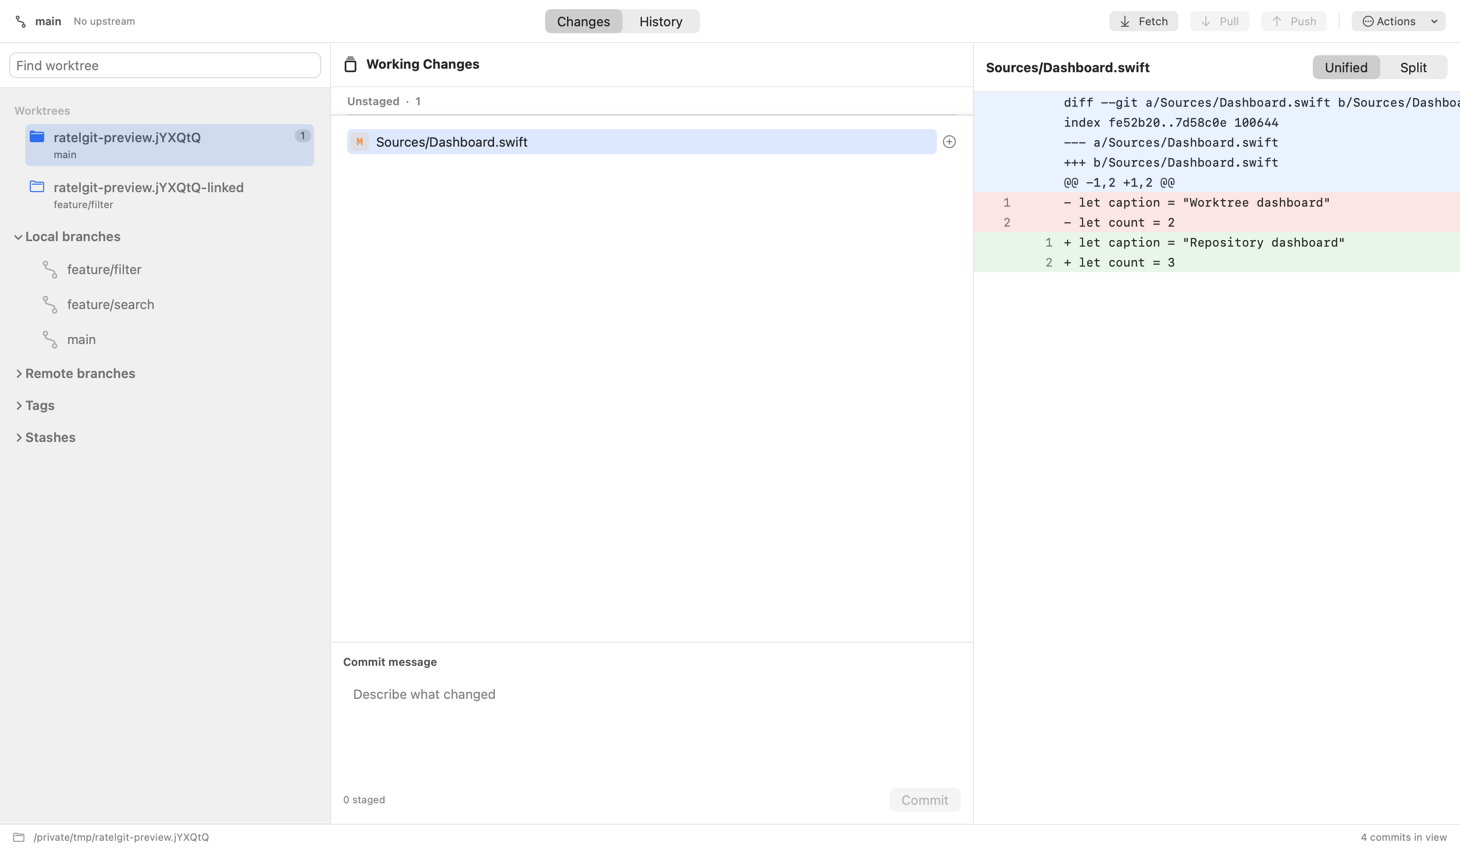 main No upstream
Changes History
Fetch Pull Push Actions
Find worktree
Worktrees
ratelgit-preview.jYXQtQ 1
main
ratelgit-preview.jYXQtQ-linked
feature/filter
Local branches
feature/filter
feature/search
main
Remote branches
Tags
Stashes
Working Changes
Unstaged · 1
M Sources/Dashboard.swift
Commit message
Describe what changed
0 staged
Commit
Sources/Dashboard.swift
Unified Split
diff --git a/Sources/Dashboard.swift b/Sources/Dashboa
index fe52b20..7d58c0e 100644
--- a/Sources/Dashboard.swift
+++ b/Sources/Dashboard.swift
@@ -1,2 +1,2 @@
1 - let caption = "Worktree dashboard"
2 - let count = 2
1 + let caption = "Repository dashboard"
2 + let count = 3
/private/tmp/ratelgit-preview.jYXQtQ
4 commits in view